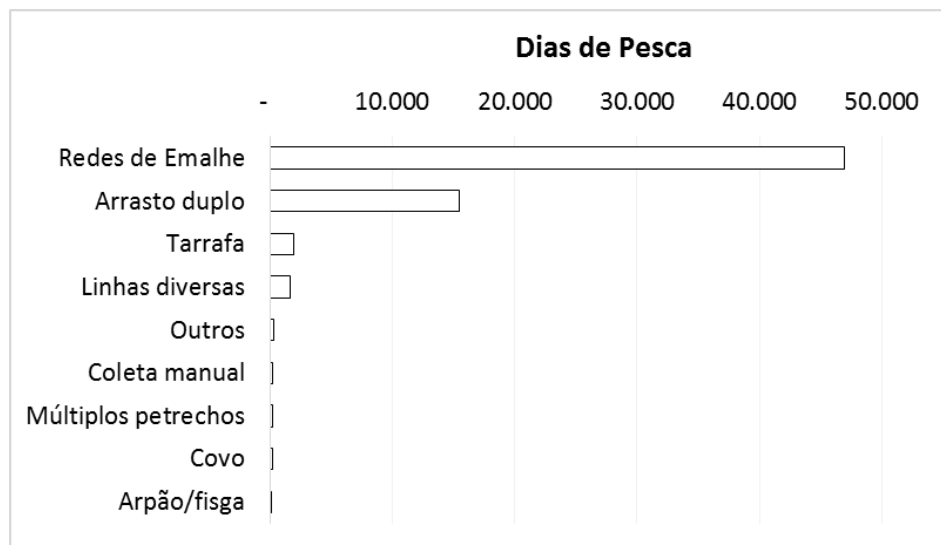 Dias de Pesca
- 10.000 20.000 30.000 40.000 50.000
Redes de Emalhe
Arrasto duplo
Tarrafa
Linhas diversas
Outros
Coleta manual
Múltiplos petrechos
Covo
Arpão/fisga